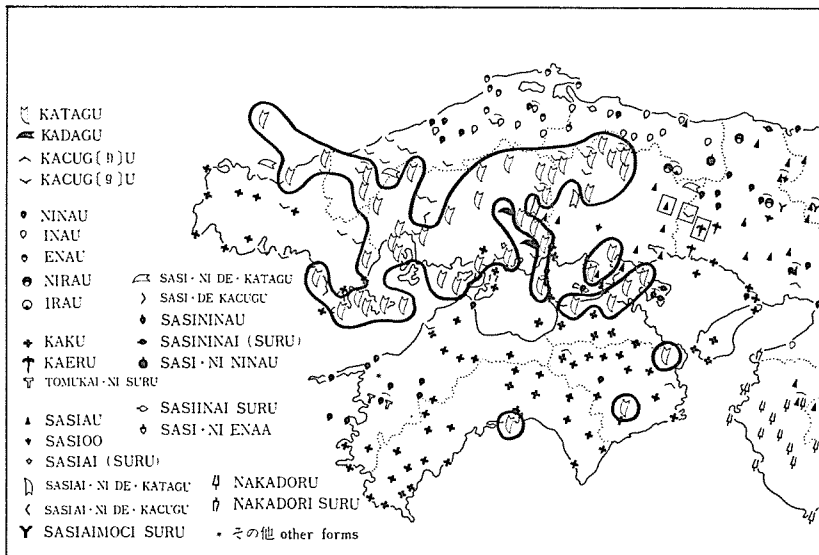 KATAGU
KADAGU
KACUG〔ŋ〕U
KACUG〔g〕U
NINAU
INAU
ENAU
NIRAU
IRAU
KAKU
KAERU
TOMUKAI·NI SURU
SASIAU
SASIOO
SASIAI (SURU)
SASIAI·NI DE·KATAGU
SASIAI·NI DE·KACUGU
SASIAIMOCI SURU
SASI·NI DE·KATAGU
SASI·DE KACUGU
SASININAU
SASININAI (SURU)
SASI·NI NINAU
SASIINAI SURU
SASI·NI ENAA
NAKADORU
NAKADORI SURU
その他 other forms